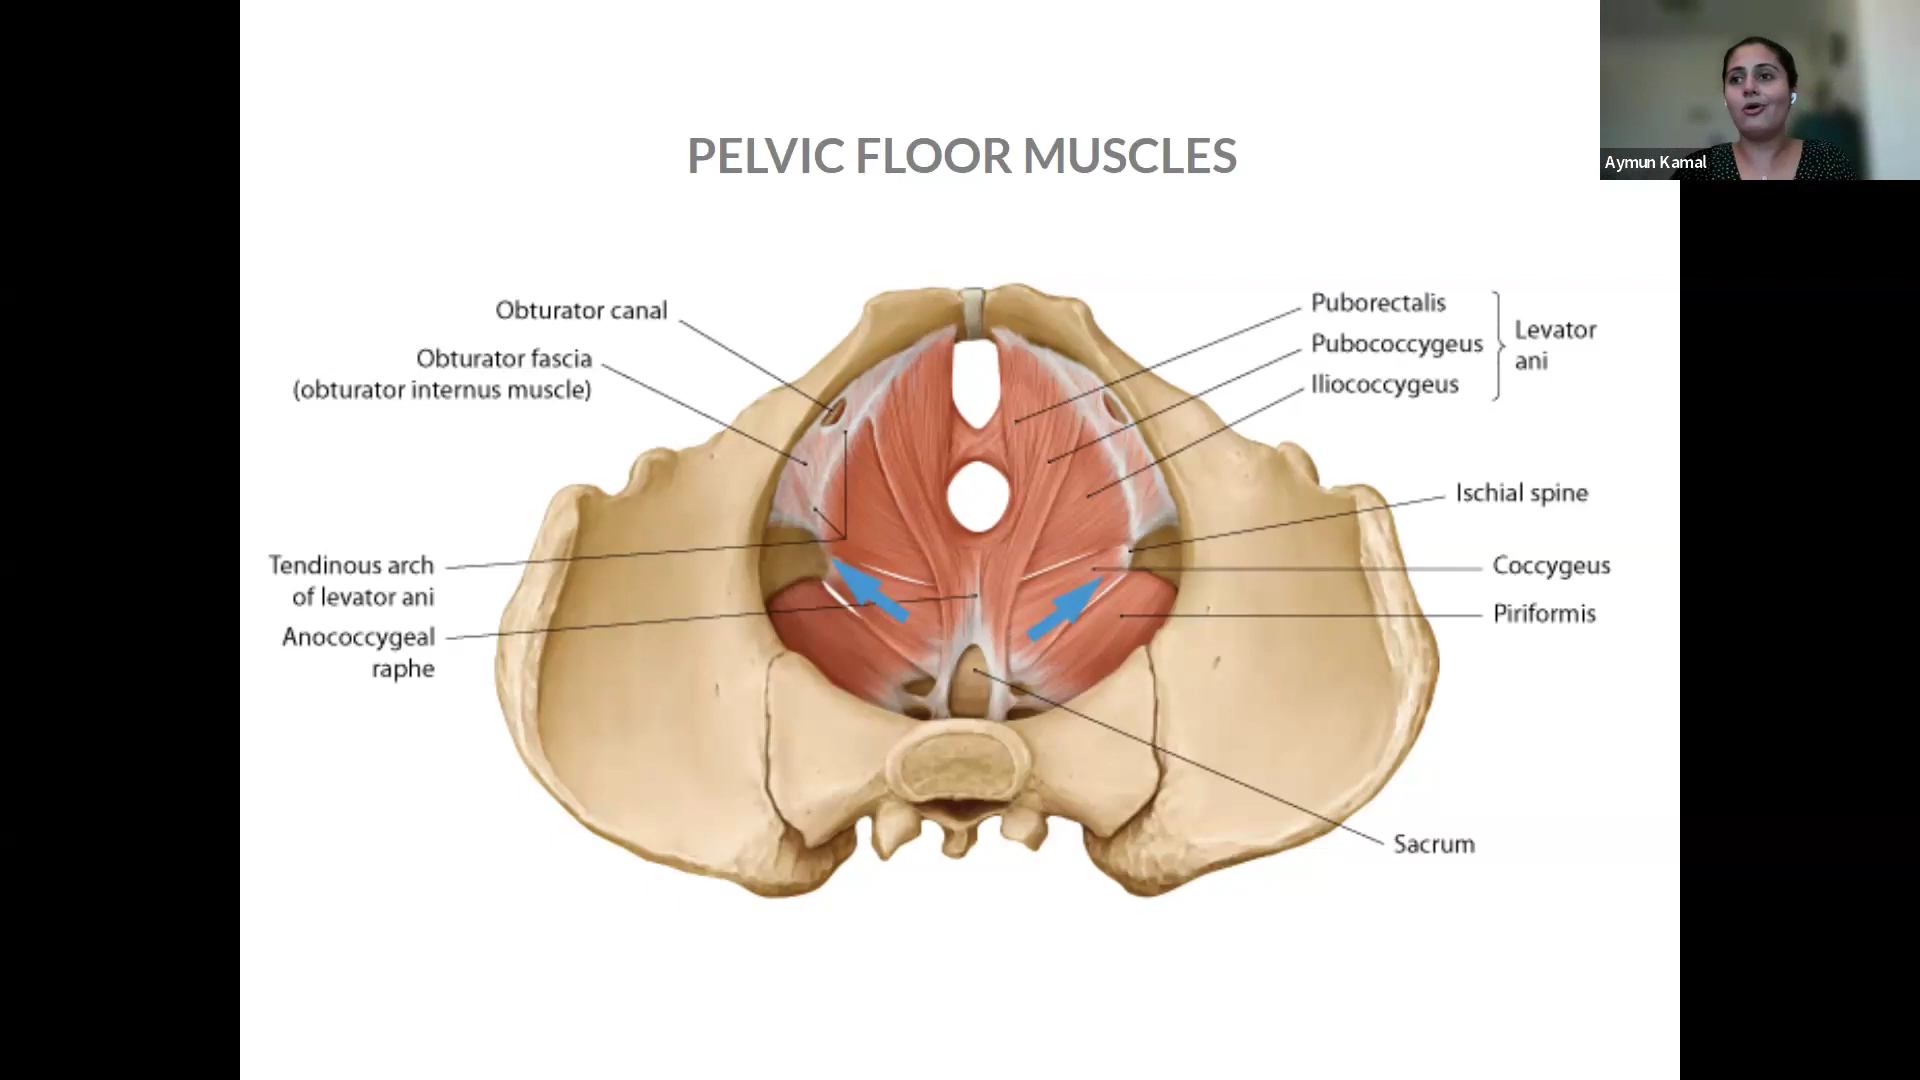 PELVIC FLOOR MUSCLES
Aymun Kamal
Obturator canal
Obturator fascia
(obturator internus muscle)
Tendinous arch
of levator ani
Anococcygeal
raphe
Puborectalis
Pubococcygeus
Iliococcygeus
Levator
ani
Ischial spine
Coccygeus
Piriformis
Sacrum